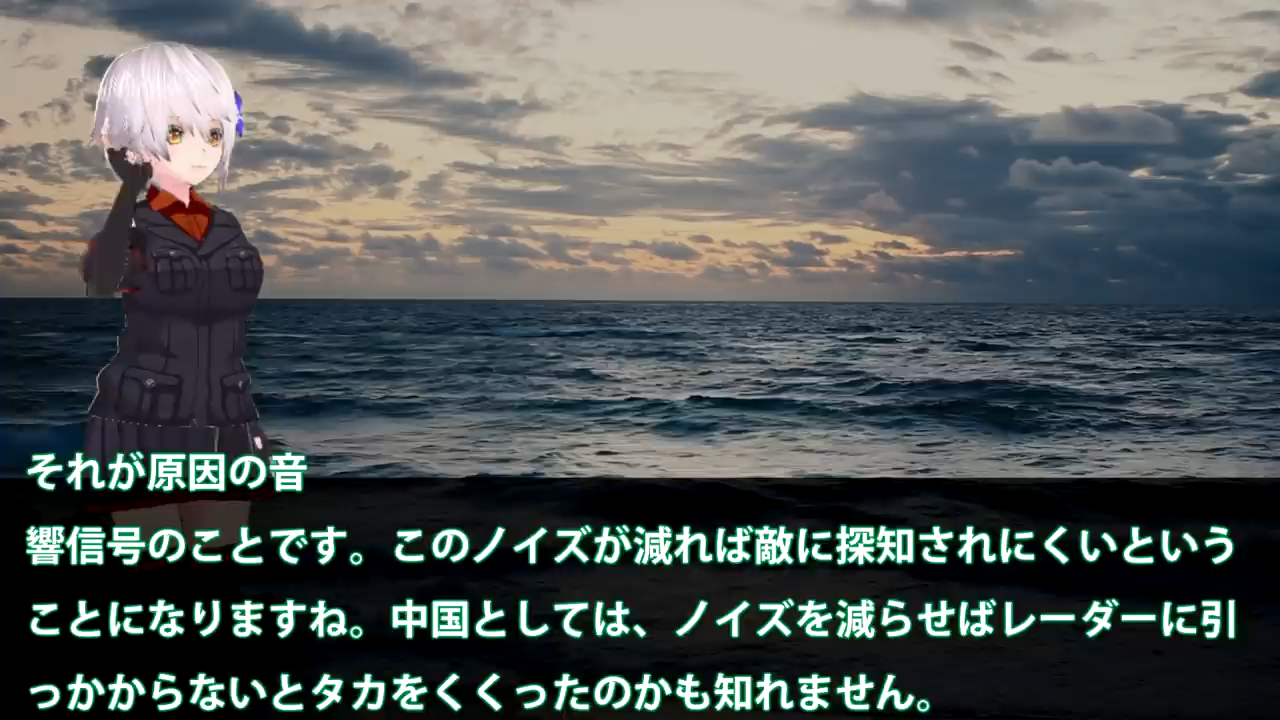 それが原因の音
響信号のことです。このノイズが減れば敵に探知されにくいという
ことになりますね。中国としては、ノイズを減らせばレーダーに引
っかからないとタカをくくったのかも知れません。